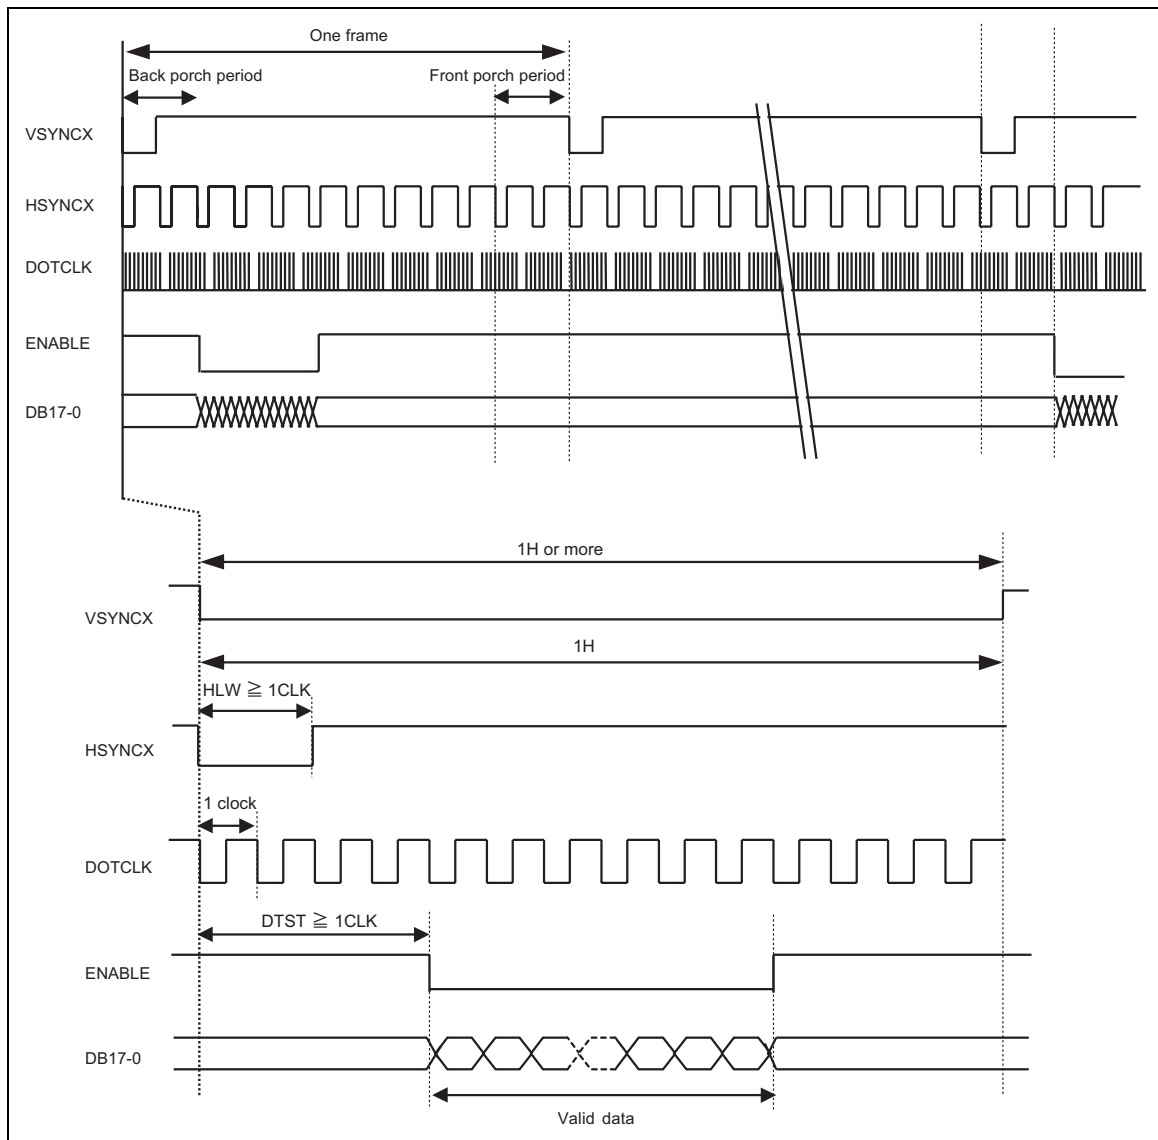 One frame
Back porch period
Front porch period
VSYNCX
HSYNCX
DOTCLK
ENABLE
DB17-0
1H or more
VSYNCX
1H
HLW ≧ 1CLK
HSYNCX
1 clock
DOTCLK
DTST ≧ 1CLK
ENABLE
DB17-0
Valid data